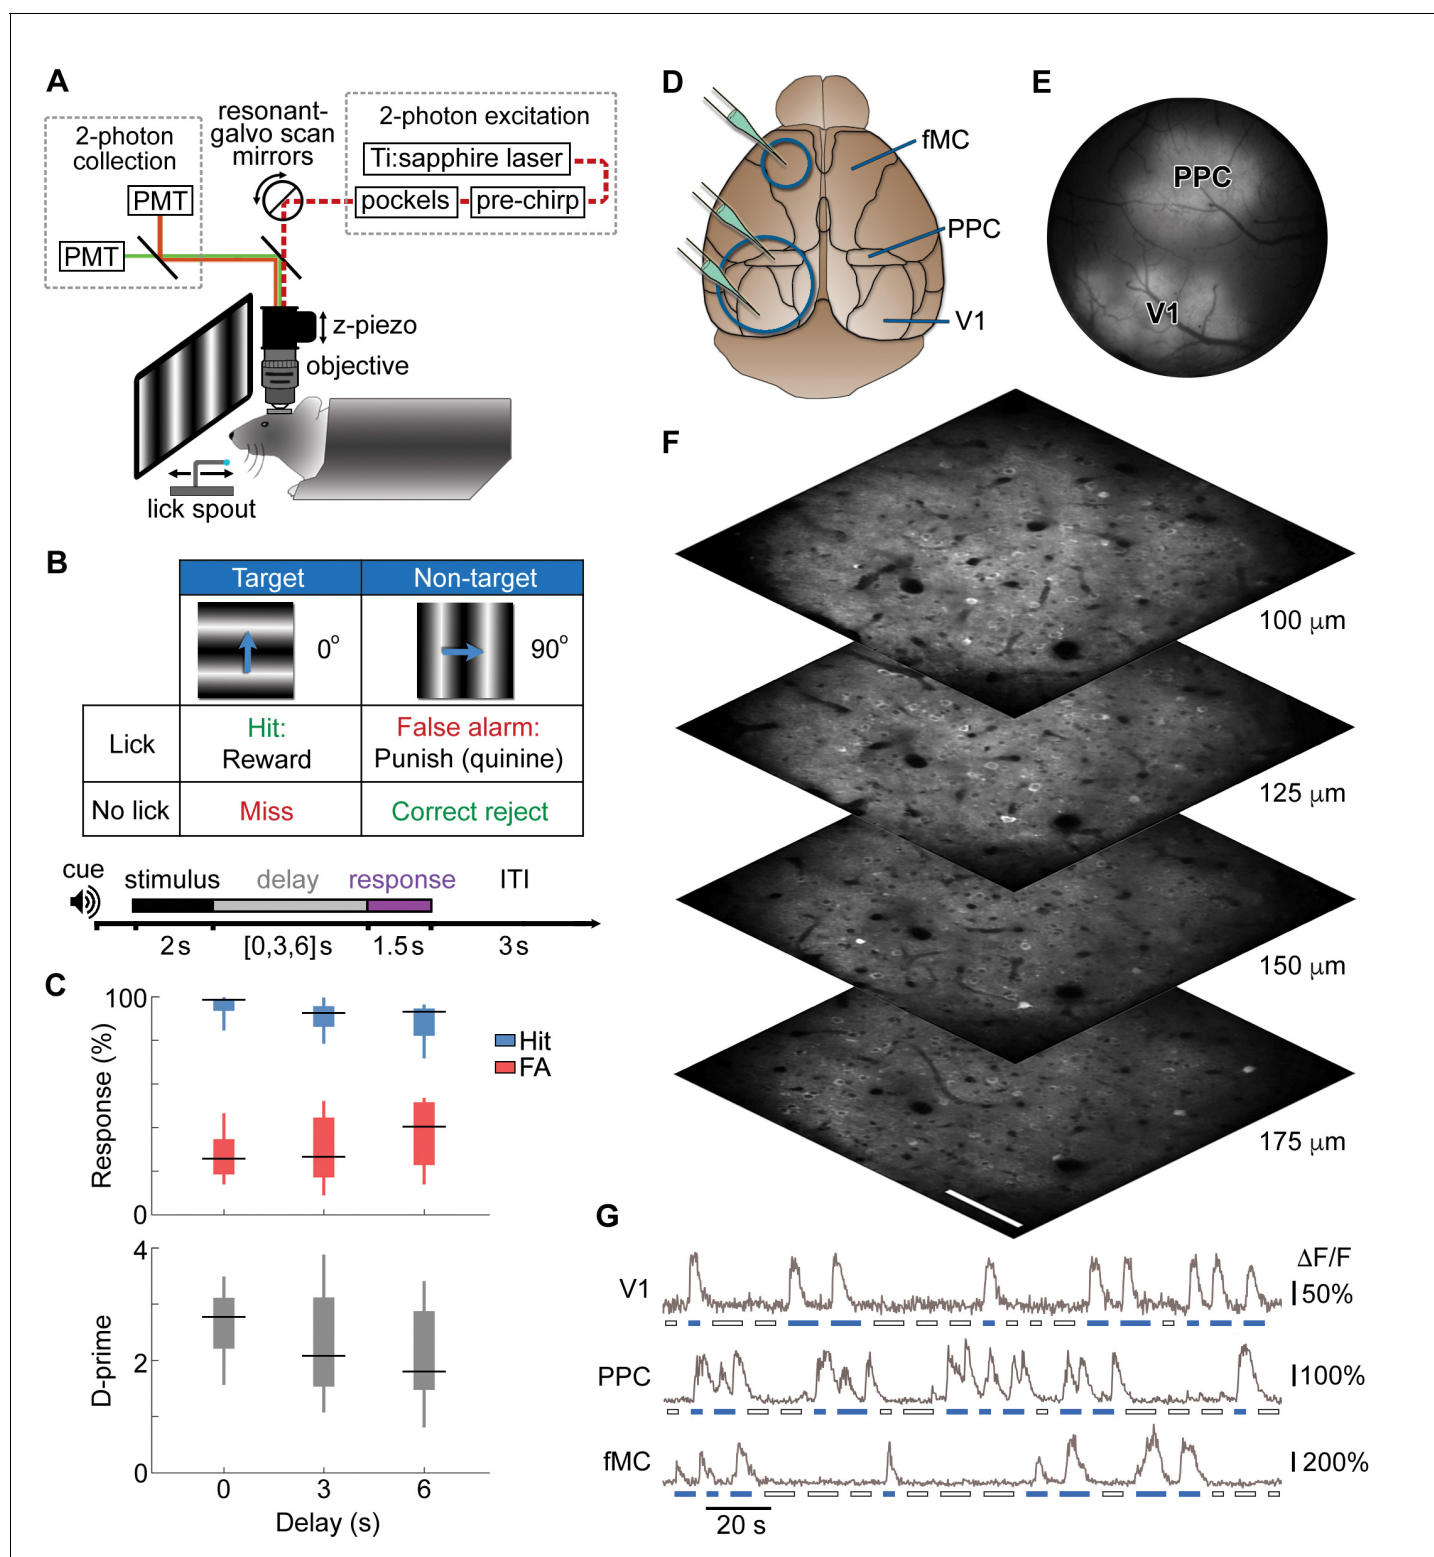 A
2-photon
collection
resonant-
galvo scan
mirrors
2-photon excitation
Ti:sapphire laser
pockels
pre-chirp
PMT
PMT
z-piezo
objective
lick spout
B
Target
Non-target
0°
90°
Lick
Hit:
Reward
False alarm:
Punish (quinine)
No lick
Miss
Correct reject
cue
stimulus
delay
response
ITI
2 s
[0,3,6] s
1.5 s
3 s
C
100
Response (%)
0
Hit
FA
4
D-prime
2
0
0
3
6
Delay (s)
D
fMC
PPC
V1
E
PPC
V1
F
100 µm
125 µm
150 µm
175 µm
G
ΔF/F
V1
50%
PPC
100%
fMC
200%
20 s